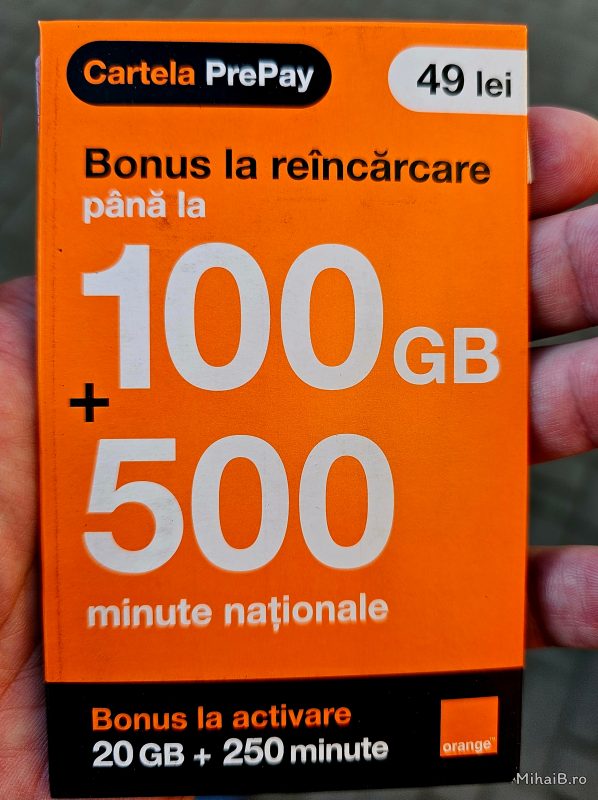 Cartela PrePay
49 lei
Bonus la reîncărcare
până la
100 GB
+
500
minute naționale
Bonus la activare
20 GB + 250 minute
orange™
MihaiB.ro